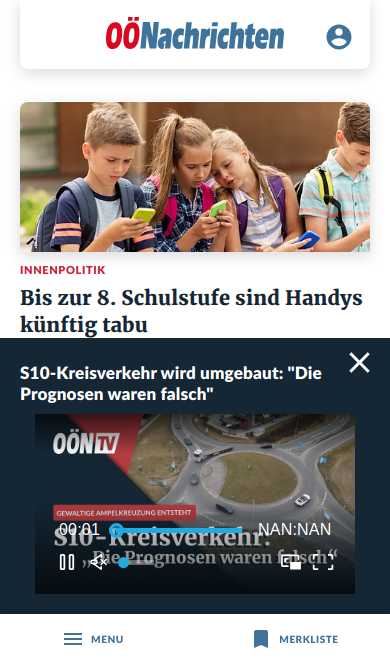 OÖNachrichten
INNENPOLITIK
Bis zur 8. Schulstufe sind Handys
künftig tabu
S10-Kreisverkehr wird umgebaut: "Die
Prognosen waren falsch"
OÖN TV
GEWALTIGE AMPELKREUZUNG ENTSTEHT
00:01
NAN:NAN
S10-Kreisverkehr:
„Die Prognosen waren falsch“
MENU
MERKLISTE